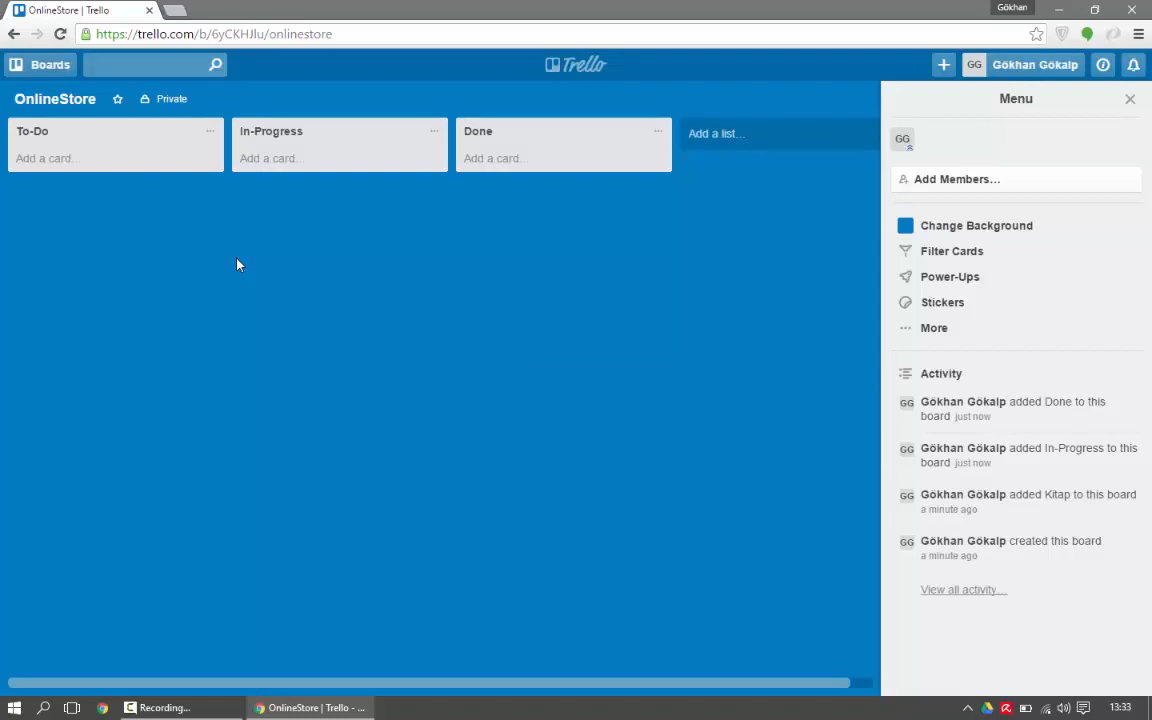 OnlineStore | Trello
Gökhan
https://trello.com/b/6yCKHJlu/onlinestore
Boards
Trello
GG Gökhan Gökalp
OnlineStore
Private
To-Do
Add a card...
In-Progress
Add a card...
Done
Add a card...
Add a list...
Menu
GG
Add Members…
Change Background
Filter Cards
Power-Ups
Stickers
More
Activity
GG Gökhan Gökalp added Done to this
board just now
GG Gökhan Gökalp added In-Progress to this
board just now
GG Gökhan Gökalp added Kitap to this board
a minute ago
GG Gökhan Gökalp created this board
a minute ago
View all activity…
Recording...
OnlineStore | Trello - ...
13:33